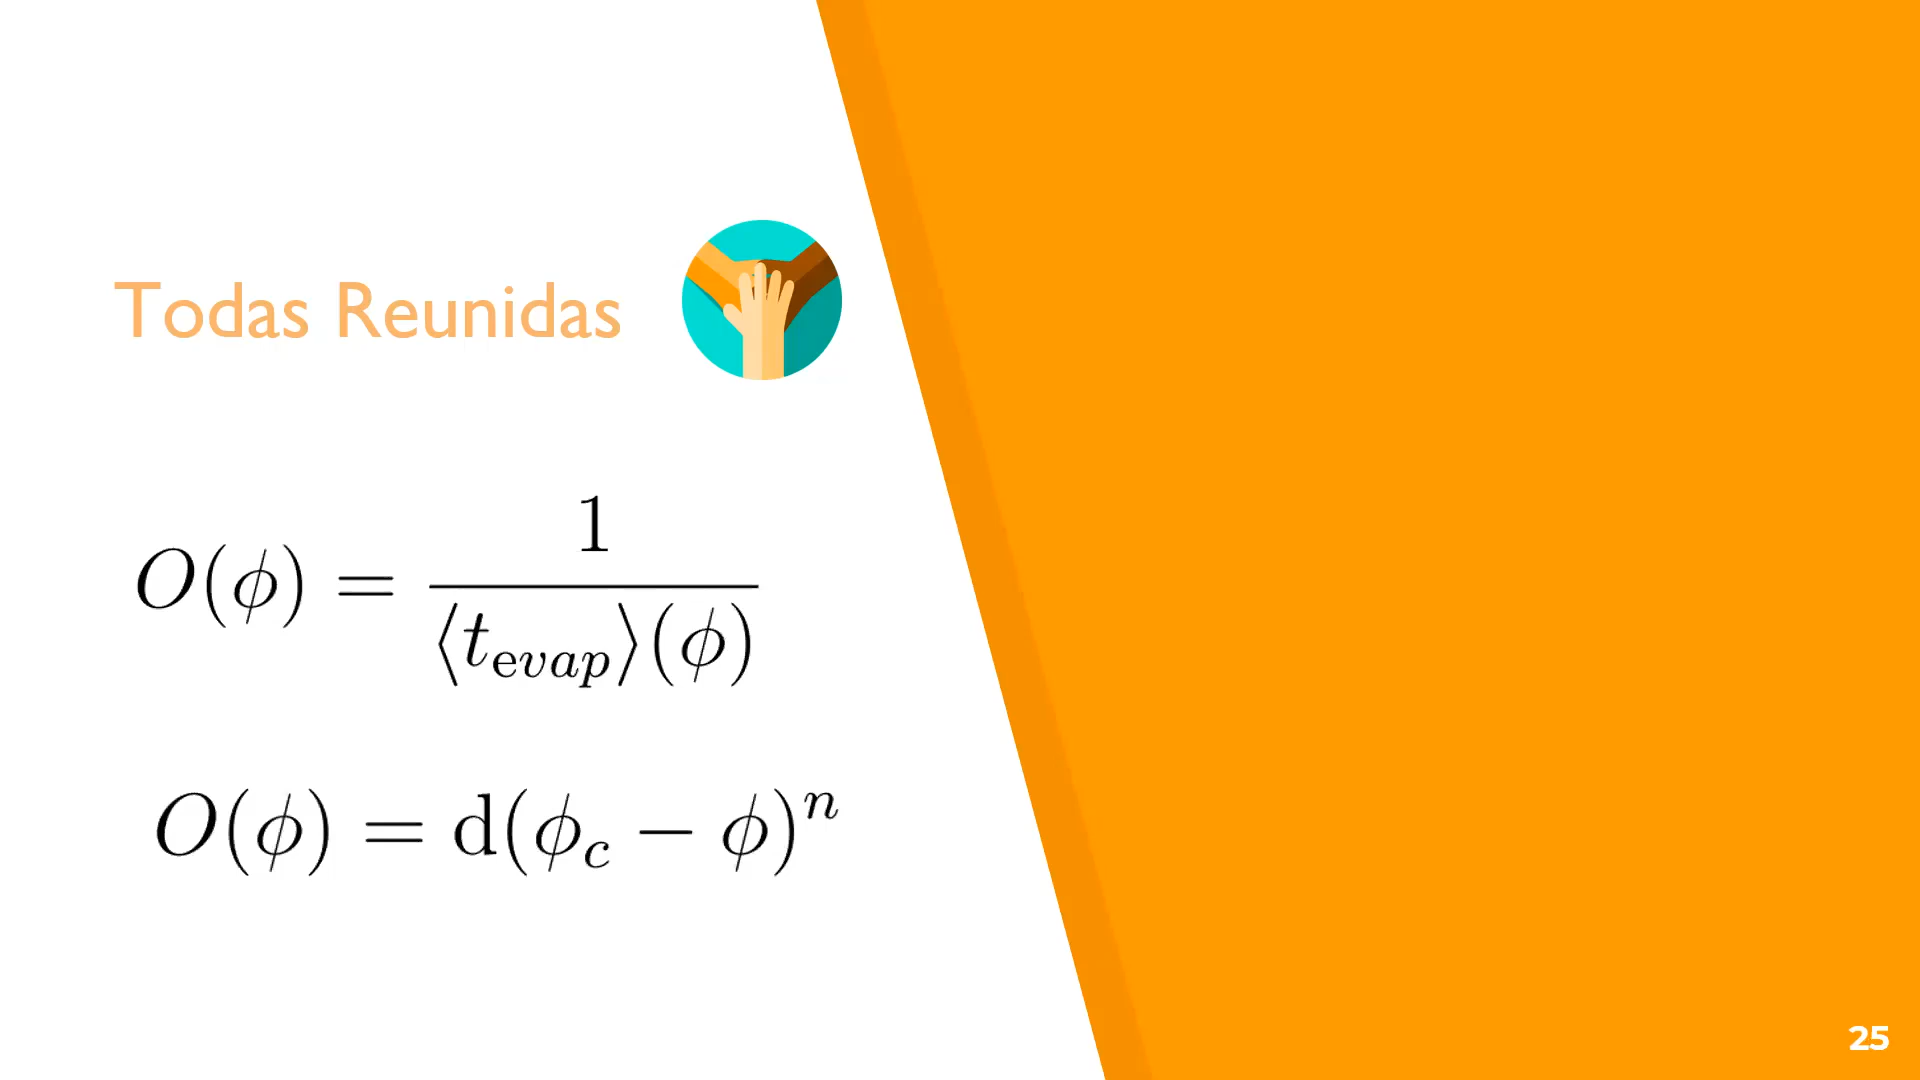 Todas Reunidas
O(ϕ) = 1 / ⟨t_evap⟩(ϕ)
O(ϕ) = d(ϕ_c − ϕ)^n
25